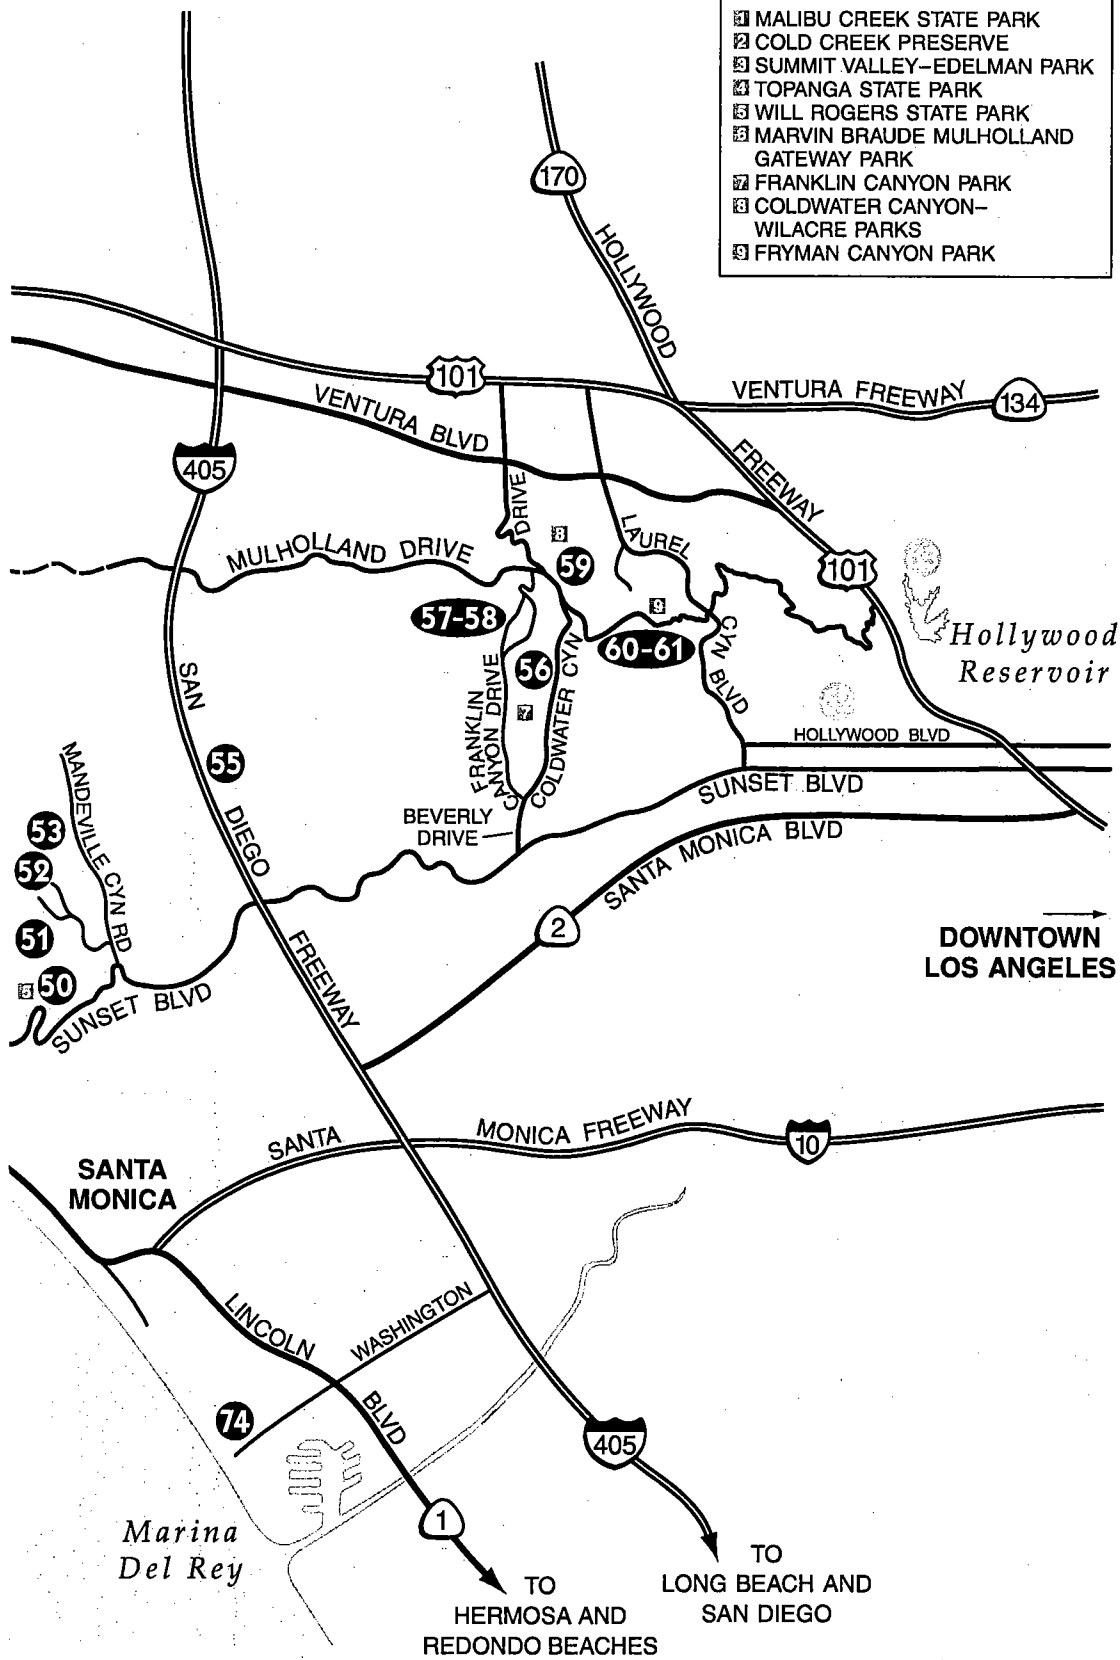 1 MALIBU CREEK STATE PARK
2 COLD CREEK PRESERVE
3 SUMMIT VALLEY–EDELMAN PARK
4 TOPANGA STATE PARK
5 WILL ROGERS STATE PARK
6 MARVIN BRAUDE MULHOLLAND
GATEWAY PARK
7 FRANKLIN CANYON PARK
8 COLDWATER CANYON–
WILACRE PARKS
9 FRYMAN CANYON PARK
170
HOLLYWOOD
101
VENTURA FREEWAY
134
VENTURA BLVD
FREEWAY
405
DRIVE
8
LAUREL
MULHOLLAND DRIVE
59
101
57-58
9
60-61
Hollywood
Reservoir
SAN
56
CYN BLVD
7
FRANKLIN
CANYON DRIVE
COLDWATER CYN
HOLLYWOOD BLVD
MANDEVILLE CYN RD
55
SUNSET BLVD
BEVERLY
DRIVE
53
DIEGO
SANTA MONICA BLVD
52
2
51
DOWNTOWN
LOS ANGELES
FREEWAY
5
50
SUNSET BLVD
SANTA
MONICA FREEWAY
10
SANTA
MONICA
LINCOLN
WASHINGTON
BLVD
74
405
1
Marina
Del Rey
TO
LONG BEACH AND
SAN DIEGO
TO
HERMOSA AND
REDONDO BEACHES